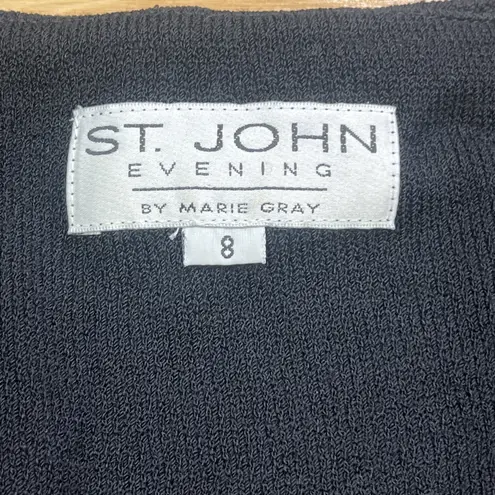 ST. JOHN
EVENING
BY MARIE GRAY
8